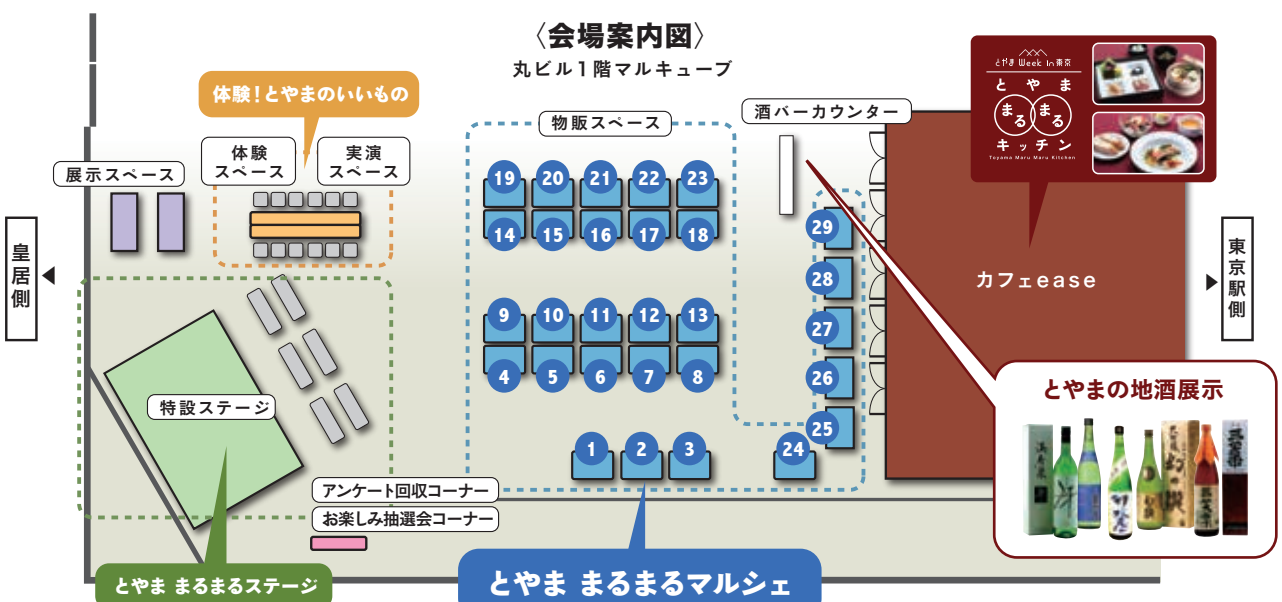 〈会場案内図〉
丸ビル1階マルキューブ
体験!とやまのいいもの
展示スペース
体験
スペース
実演
スペース
物販スペース
酒バーカウンター
とやま Week In 東京
とやま
まる まる
キッチン
Toyama Maru Maru Kitchen
皇居側
東京駅側
カフェease
19 20 21 22 23
14 15 16 17 18
9 10 11 12 13
4 5 6 7 8
1 2 3 24
29
28
27
26
25
特設ステージ
とやまの地酒展示
アンケート回収コーナー
お楽しみ抽選会コーナー
とやま まるまるステージ
とやま まるまるマルシェ